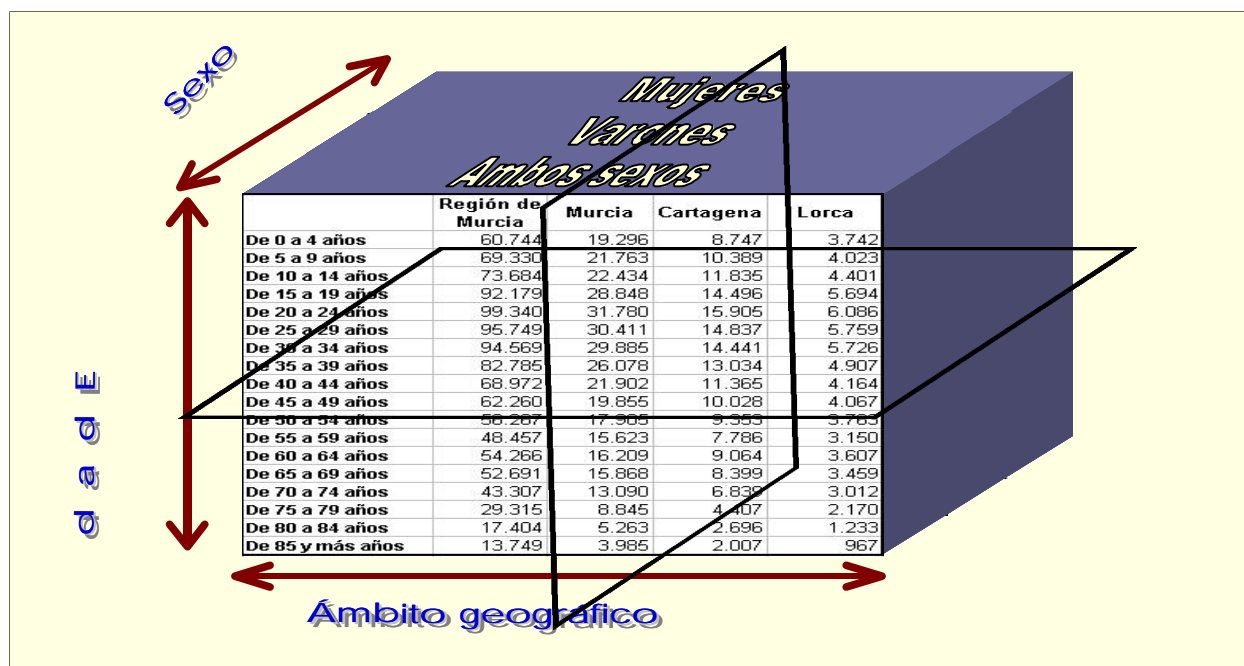 Sexo
Mujeres
Varones
Ambos sexos
Región de Murcia Murcia Cartagena Lorca
De 0 a 4 años 60.744 19.296 8.747 3.742
De 5 a 9 años 69.330 21.763 10.389 4.023
De 10 a 14 años 73.684 22.434 11.835 4.401
De 15 a 19 años 92.179 28.848 14.496 5.694
De 20 a 24 años 99.340 31.780 15.905 6.086
De 25 a 29 años 95.749 30.411 14.837 5.759
De 30 a 34 años 94.569 29.885 14.441 5.726
De 35 a 39 años 82.785 26.078 13.034 4.907
De 40 a 44 años 68.972 21.902 11.365 4.164
De 45 a 49 años 62.260 19.855 10.028 4.067
De 50 a 54 años 17.905 9.353 3.763
De 55 a 59 años 48.457 15.623 7.786 3.150
De 60 a 64 años 54.266 16.209 9.064 3.607
De 65 a 69 años 52.691 15.868 8.399 3.459
De 70 a 74 años 43.307 13.090 6.839 3.012
De 75 a 79 años 29.315 8.845 4.407 2.170
De 80 a 84 años 17.404 5.263 2.696 1.233
De 85 y más años 13.749 3.985 2.007 967
Edad
Ámbito geográfico